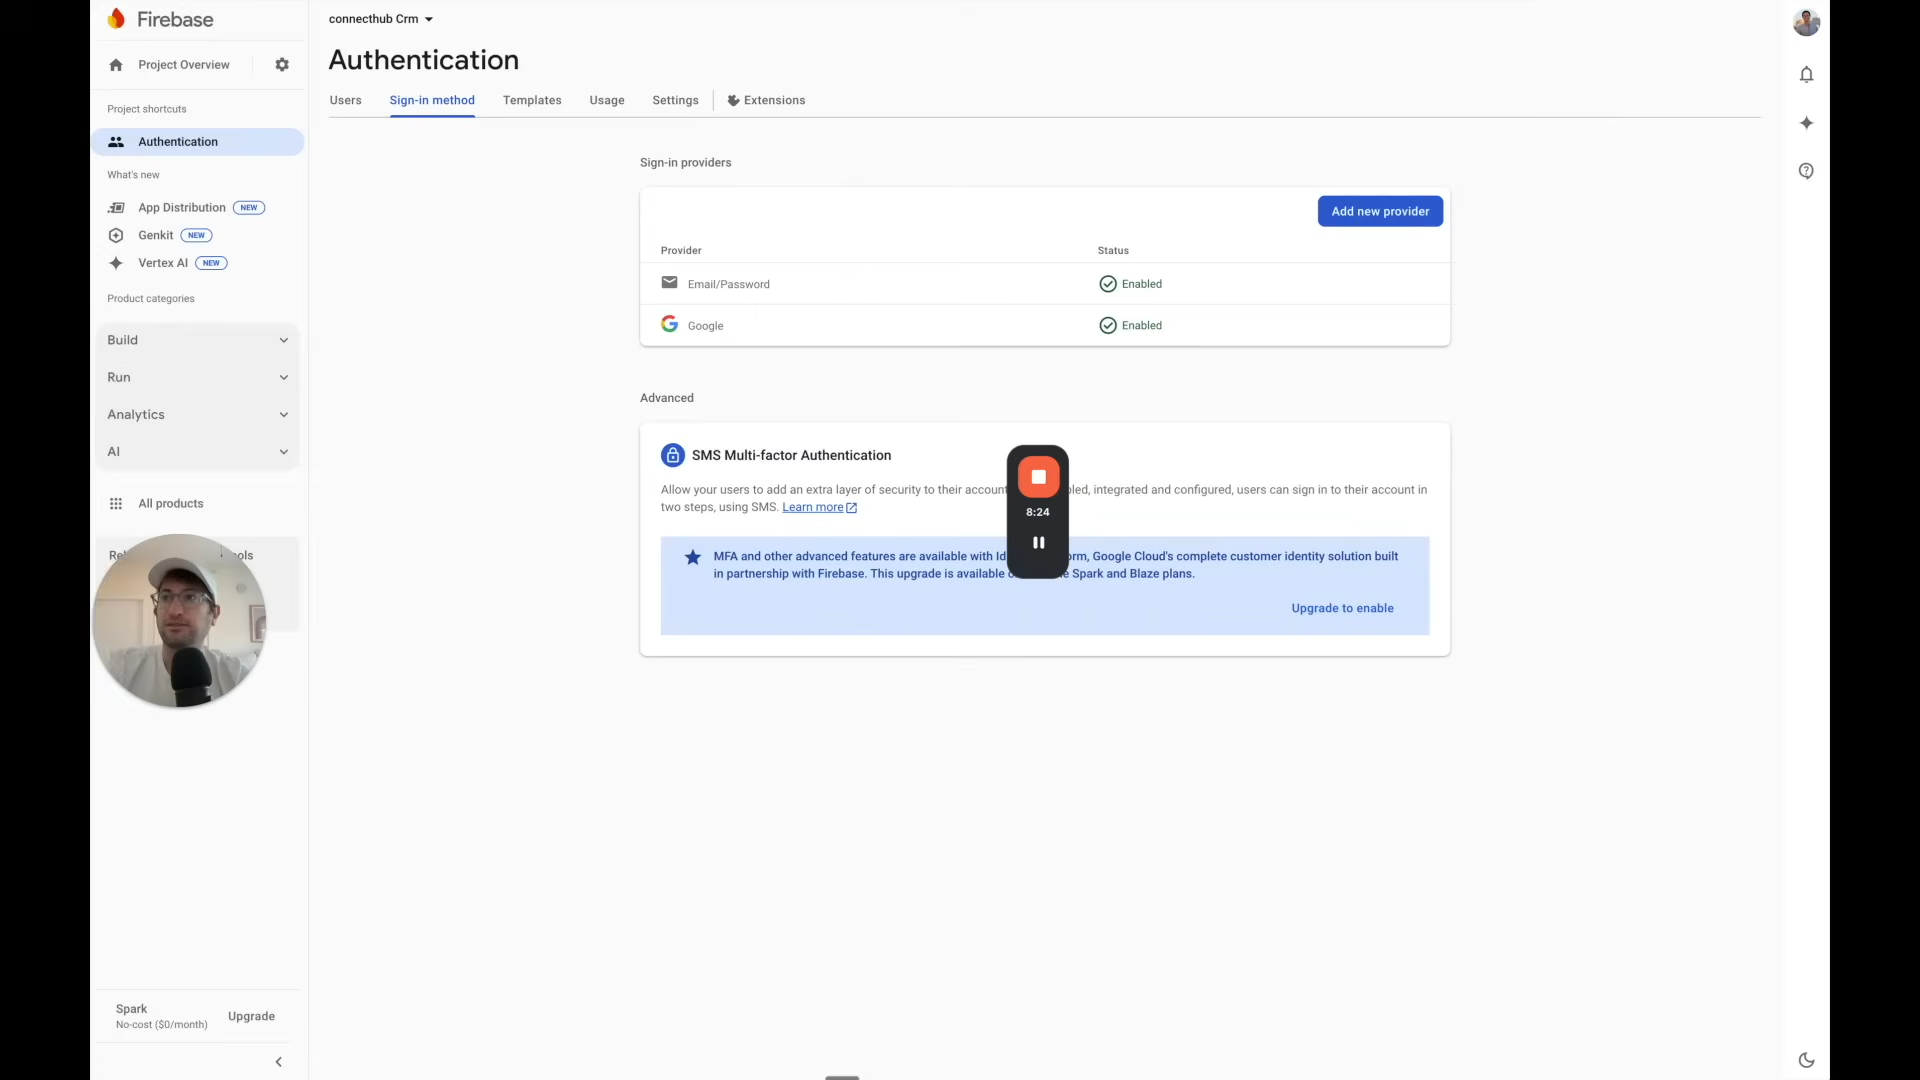 Firebase
Project Overview
Project shortcuts
Authentication
What's new
App Distribution NEW
Genkit NEW
Vertex AI NEW
Product categories
Build
Run
Analytics
AI
All products
Spark
No-cost ($0/month)
Upgrade
connecthub Crm
Authentication
Users Sign-in method Templates Usage Settings Extensions
Sign-in providers
Add new provider
Provider Status
Email/Password Enabled
Google Enabled
Advanced
SMS Multi-factor Authentication
Allow your users to add an extra layer of security to their account integrated and configured, users can sign in to their account in
two steps, using SMS. Learn more
8:24
MFA and other advanced features are available with Google Cloud's complete customer identity solution built
in partnership with Firebase. This upgrade is available Spark and Blaze plans.
Upgrade to enable